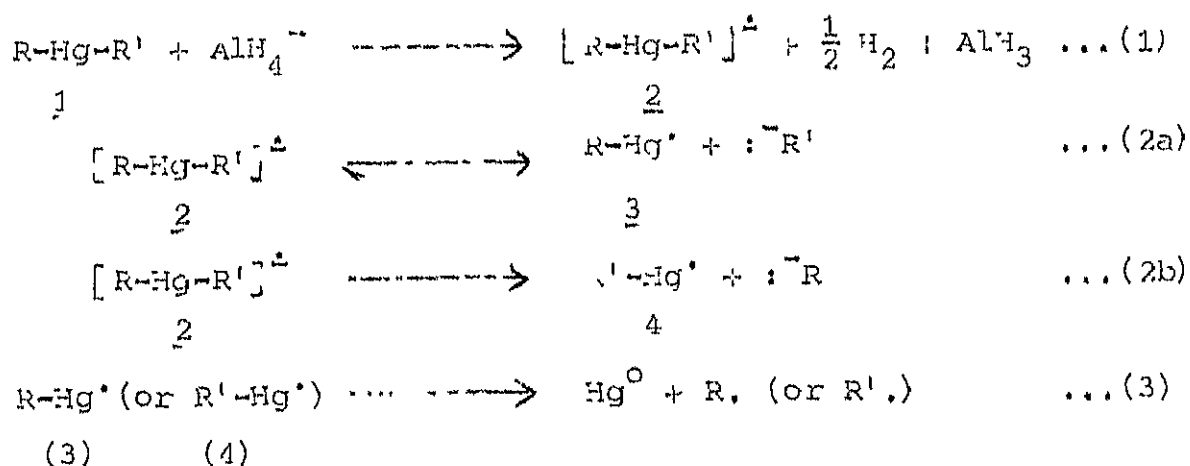 R-Hg-R' + AlH₄⁻ -------> [R-Hg-R']∸ + 1/2 H₂ : AlH₃ ...(1)
1 2
[R-Hg-R']∸ <------> R-Hg• + :⁻R' ...(2a)
2 3
[R-Hg-R']∸ -------> '-Hg• + :⁻R ...(2b)
2 4
R-Hg• (or R'-Hg•) ···· ----> Hg⁰ + R. (or R'.) ...(3)
(3) (4)